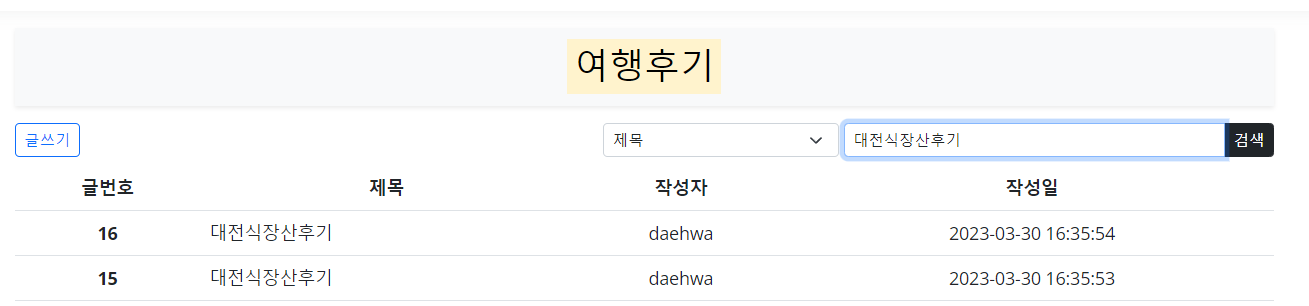 여행후기
글쓰기 제목 대전식장산후기 검색
글번호 제목 작성자 작성일
16 대전식장산후기 daehwa 2023-03-30 16:35:54
15 대전식장산후기 daehwa 2023-03-30 16:35:53